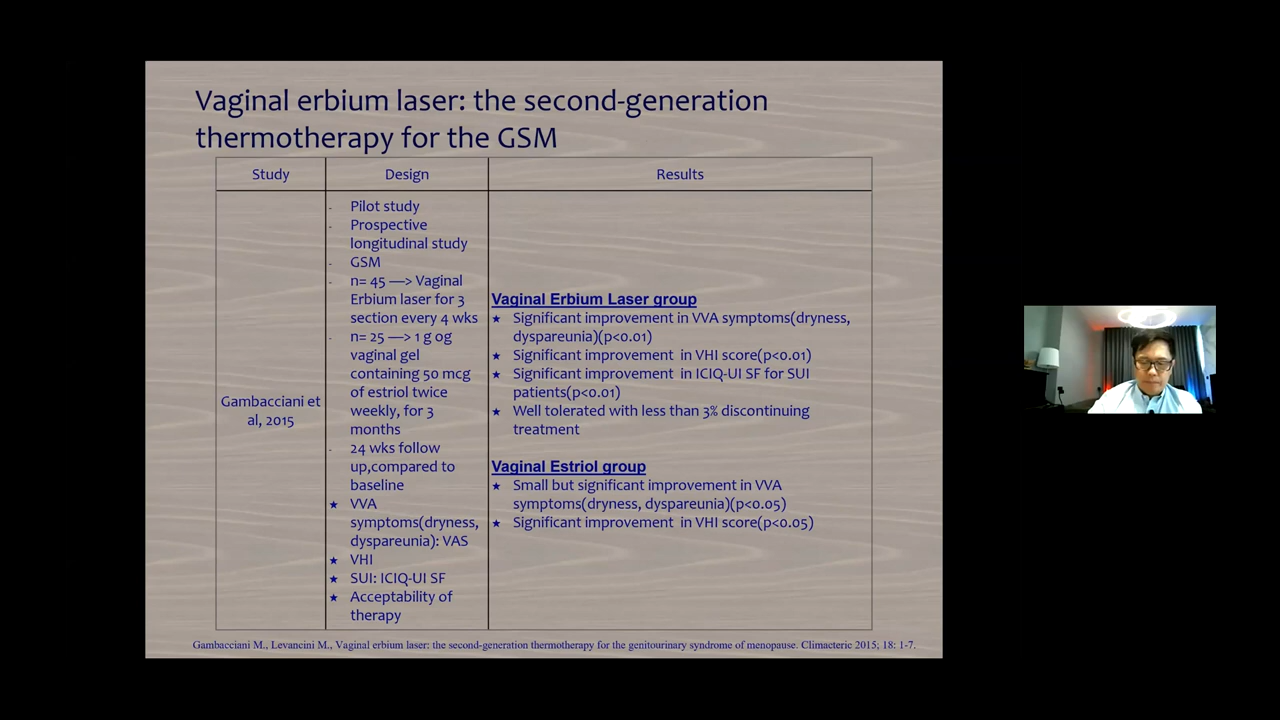 Vaginal erbium laser: the second-generation
thermotherapy for the GSM
Study
Design
Results
Gambacciani et
al, 2015
- Pilot study
- Prospective
longitudinal study
- GSM
- n= 45 —> Vaginal
Erbium laser for 3
section every 4 wks
- n= 25 —> 1 g og
vaginal gel
containing 50 mcg
of estriol twice
weekly, for 3
months
- 24 wks follow
up,compared to
baseline
★ VVA
symptoms(dryness,
dyspareunia): VAS
★ VHI
★ SUI: ICIQ-UI SF
★ Acceptability of
therapy
Vaginal Erbium Laser group
★ Significant improvement in VVA symptoms(dryness,
dyspareunia)(p<0.01)
★ Significant improvement in VHI score(p<0.01)
★ Significant improvement in ICIQ-UI SF for SUI
patients(p<0.01)
★ Well tolerated with less than 3% discontinuing
treatment
Vaginal Estriol group
★ Small but significant improvement in VVA
symptoms(dryness, dyspareunia)(p<0.05)
★ Significant improvement in VHI score(p<0.05)
Gambacciani M., Levancini M., Vaginal erbium laser: the second-generation thermotherapy for the genitourinary syndrome of menopause. Climacteric 2015; 18: 1-7.